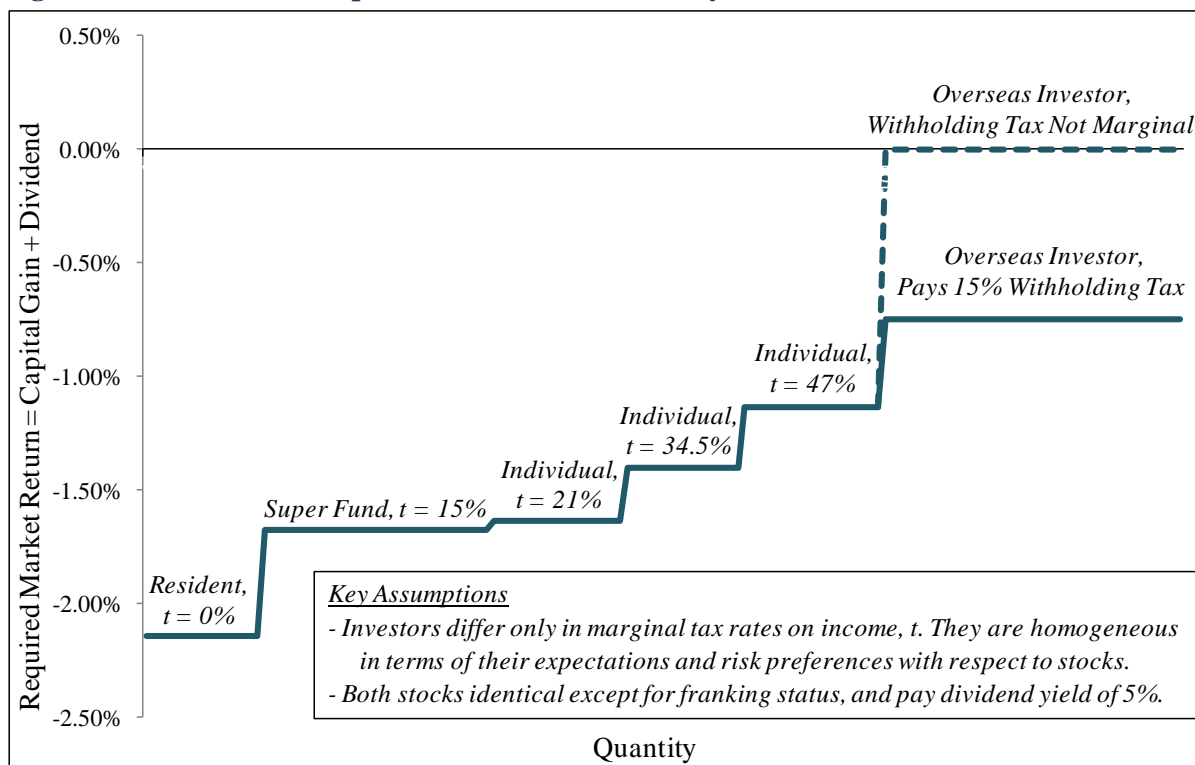 0.50%
0.00%
-0.50%
-1.00%
-1.50%
-2.00%
-2.50%
Required Market Return = Capital Gain + Dividend
Overseas Investor,
Withholding Tax Not Marginal
Overseas Investor,
Pays 15% Withholding Tax
Individual,
t = 47%
Individual,
t = 34.5%
Individual,
t = 21%
Super Fund, t = 15%
Resident,
t = 0%
Key Assumptions
- Investors differ only in marginal tax rates on income, t. They are homogeneous
in terms of their expectations and risk preferences with respect to stocks.
- Both stocks identical except for franking status, and pay dividend yield of 5%.
Quantity